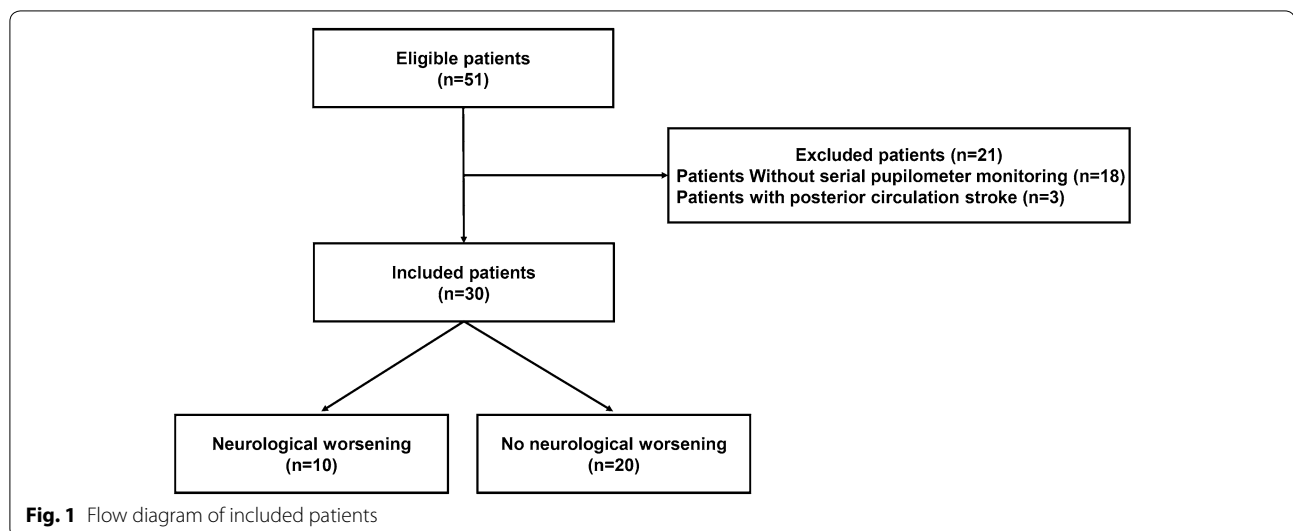 Eligible patients
(n=51)
Excluded patients (n=21)
Patients Without serial pupilometer monitoring (n=18)
Patients with posterior circulation stroke (n=3)
Included patients
(n=30)
Neurological worsening
(n=10)
No neurological worsening
(n=20)
Fig. 1 Flow diagram of included patients